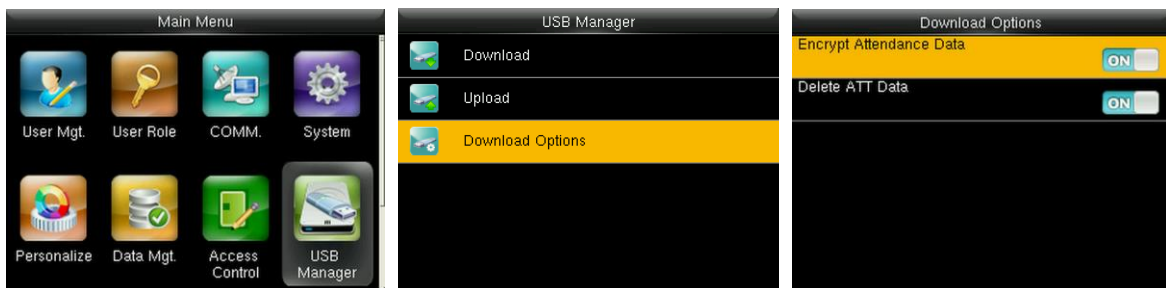 Main Menu
User Mgt.
User Role
COMM.
System
Personalize
Data Mgt.
Access
Control
USB
Manager
USB Manager
Download
Upload
Download Options
Download Options
Encrypt Attendance Data
ON
Delete ATT Data
ON